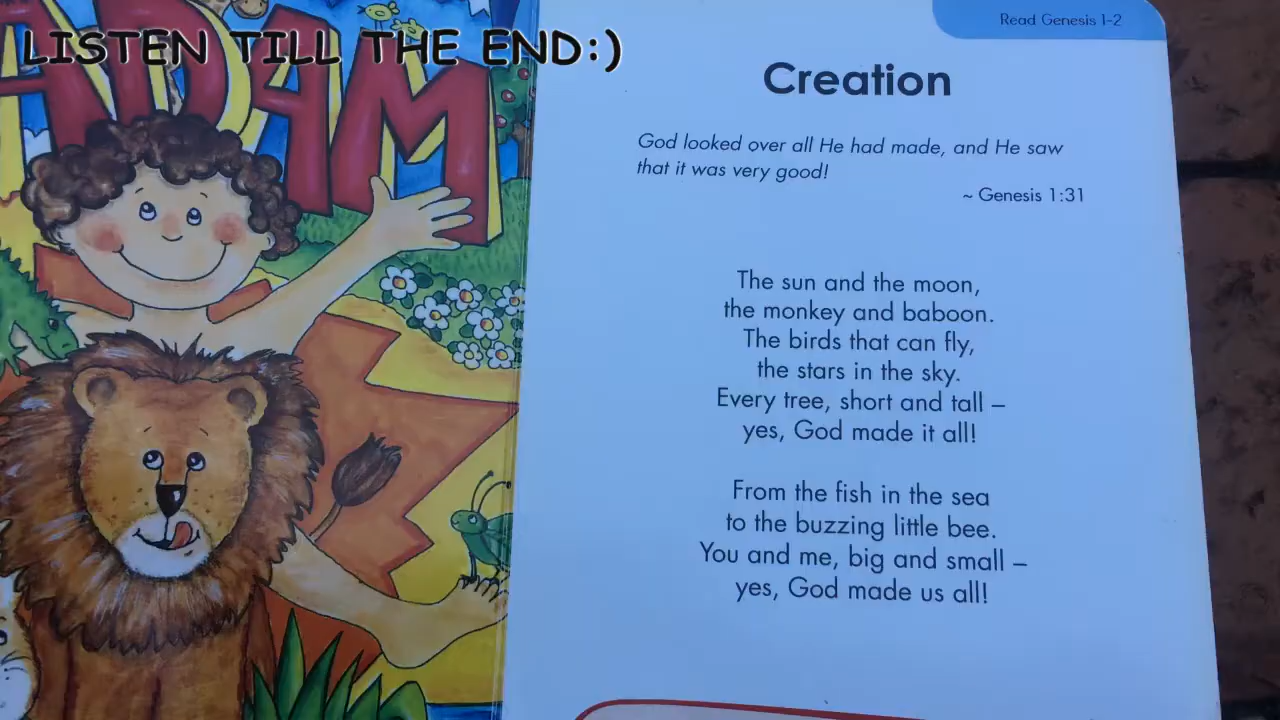 LISTEN TILL THE END:)
ADAM
Read Genesis 1-2
Creation
God looked over all He had made, and He saw
that it was very good!
~ Genesis 1:31
The sun and the moon,
the monkey and baboon.
The birds that can fly,
the stars in the sky.
Every tree, short and tall –
yes, God made it all!
From the fish in the sea
to the buzzing little bee.
You and me, big and small –
yes, God made us all!